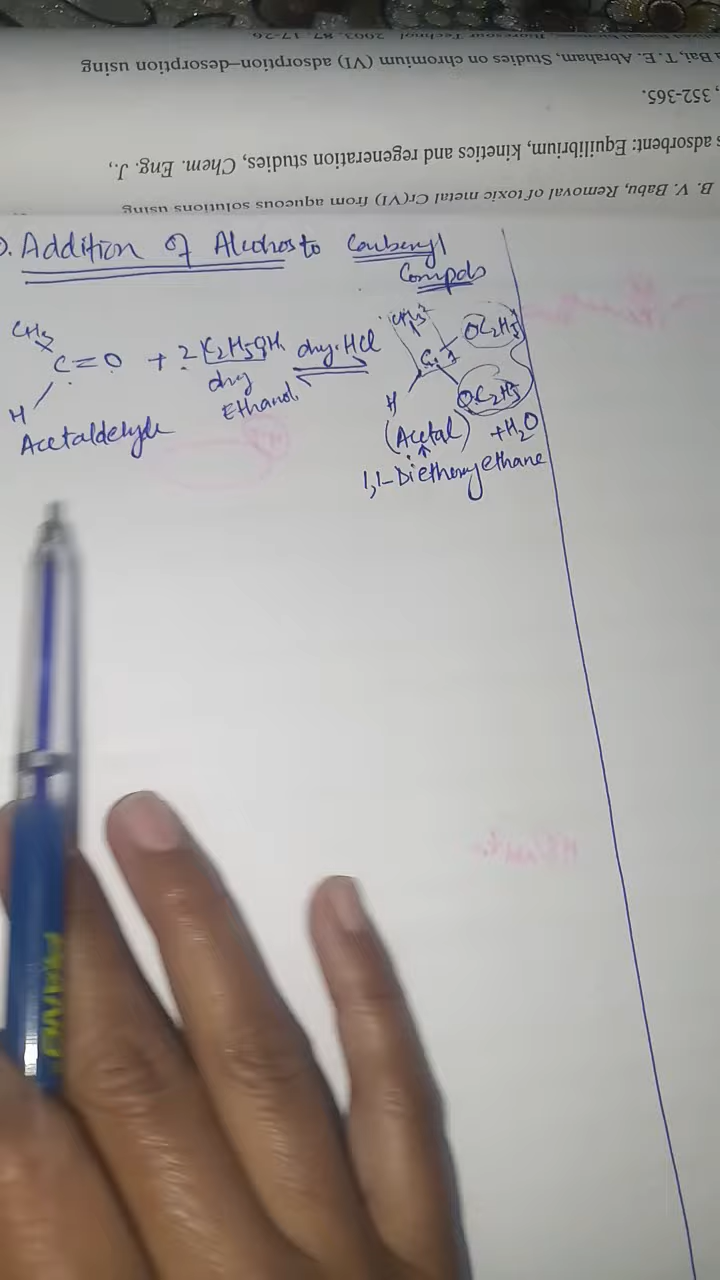 Bai, T. E. Abraham, Studies on chromium (VI) adsorption–desorption using
, 352-365.
adsorbent: Equilibrium, kinetics and regeneration studies, Chem. Eng. J.,
B. V. Babu, Removal of toxic metal Cr(VI) from aqueous solutions using
Addition of Alcohos to Carbonyl
Compds
CH3 C=O + 2 C2H5OH dry HCl ⇌ CH3 C OC2H5
H dry H OC2H5
Ethanol
Acetaldehyde
(Acetal) +H2O
1,1-Diethoxyethane